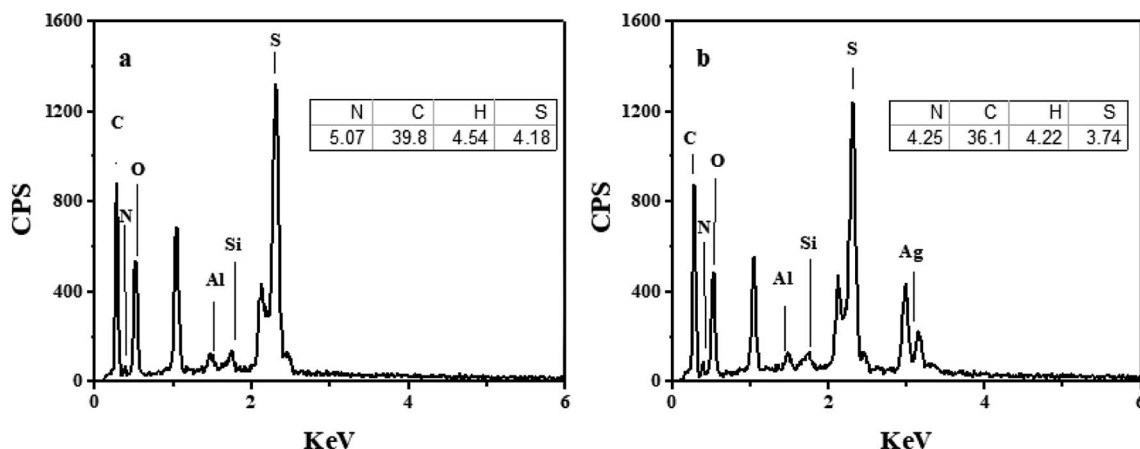 a
CPS
1600
1200
800
400
0
C
N
O
Al
Si
S
N C H S
5.07 39.8 4.54 4.18
0 2 4 6
KeV
b
CPS
1600
1200
800
400
0
C
N
O
Al
Si
S
Ag
N C H S
4.25 36.1 4.22 3.74
0 2 4 6
KeV